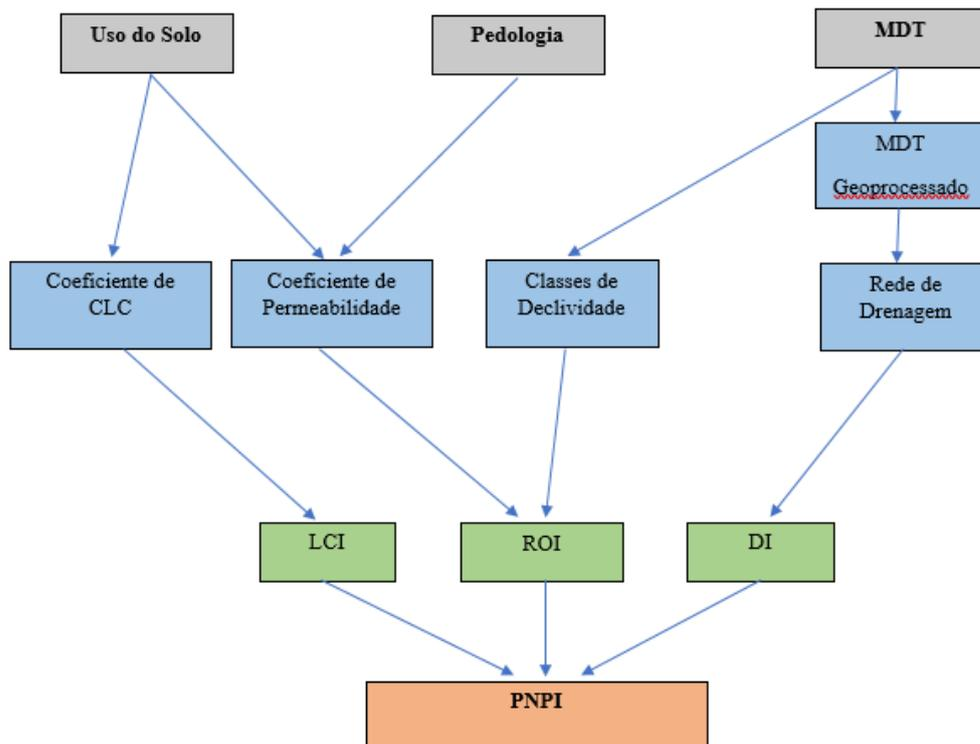 Uso do Solo
Pedologia
MDT
MDT
Geoprocessado
Coeficiente de
CLC
Coeficiente de
Permeabilidade
Classes de
Declividade
Rede de
Drenagem
LCI
ROI
DI
PNPI